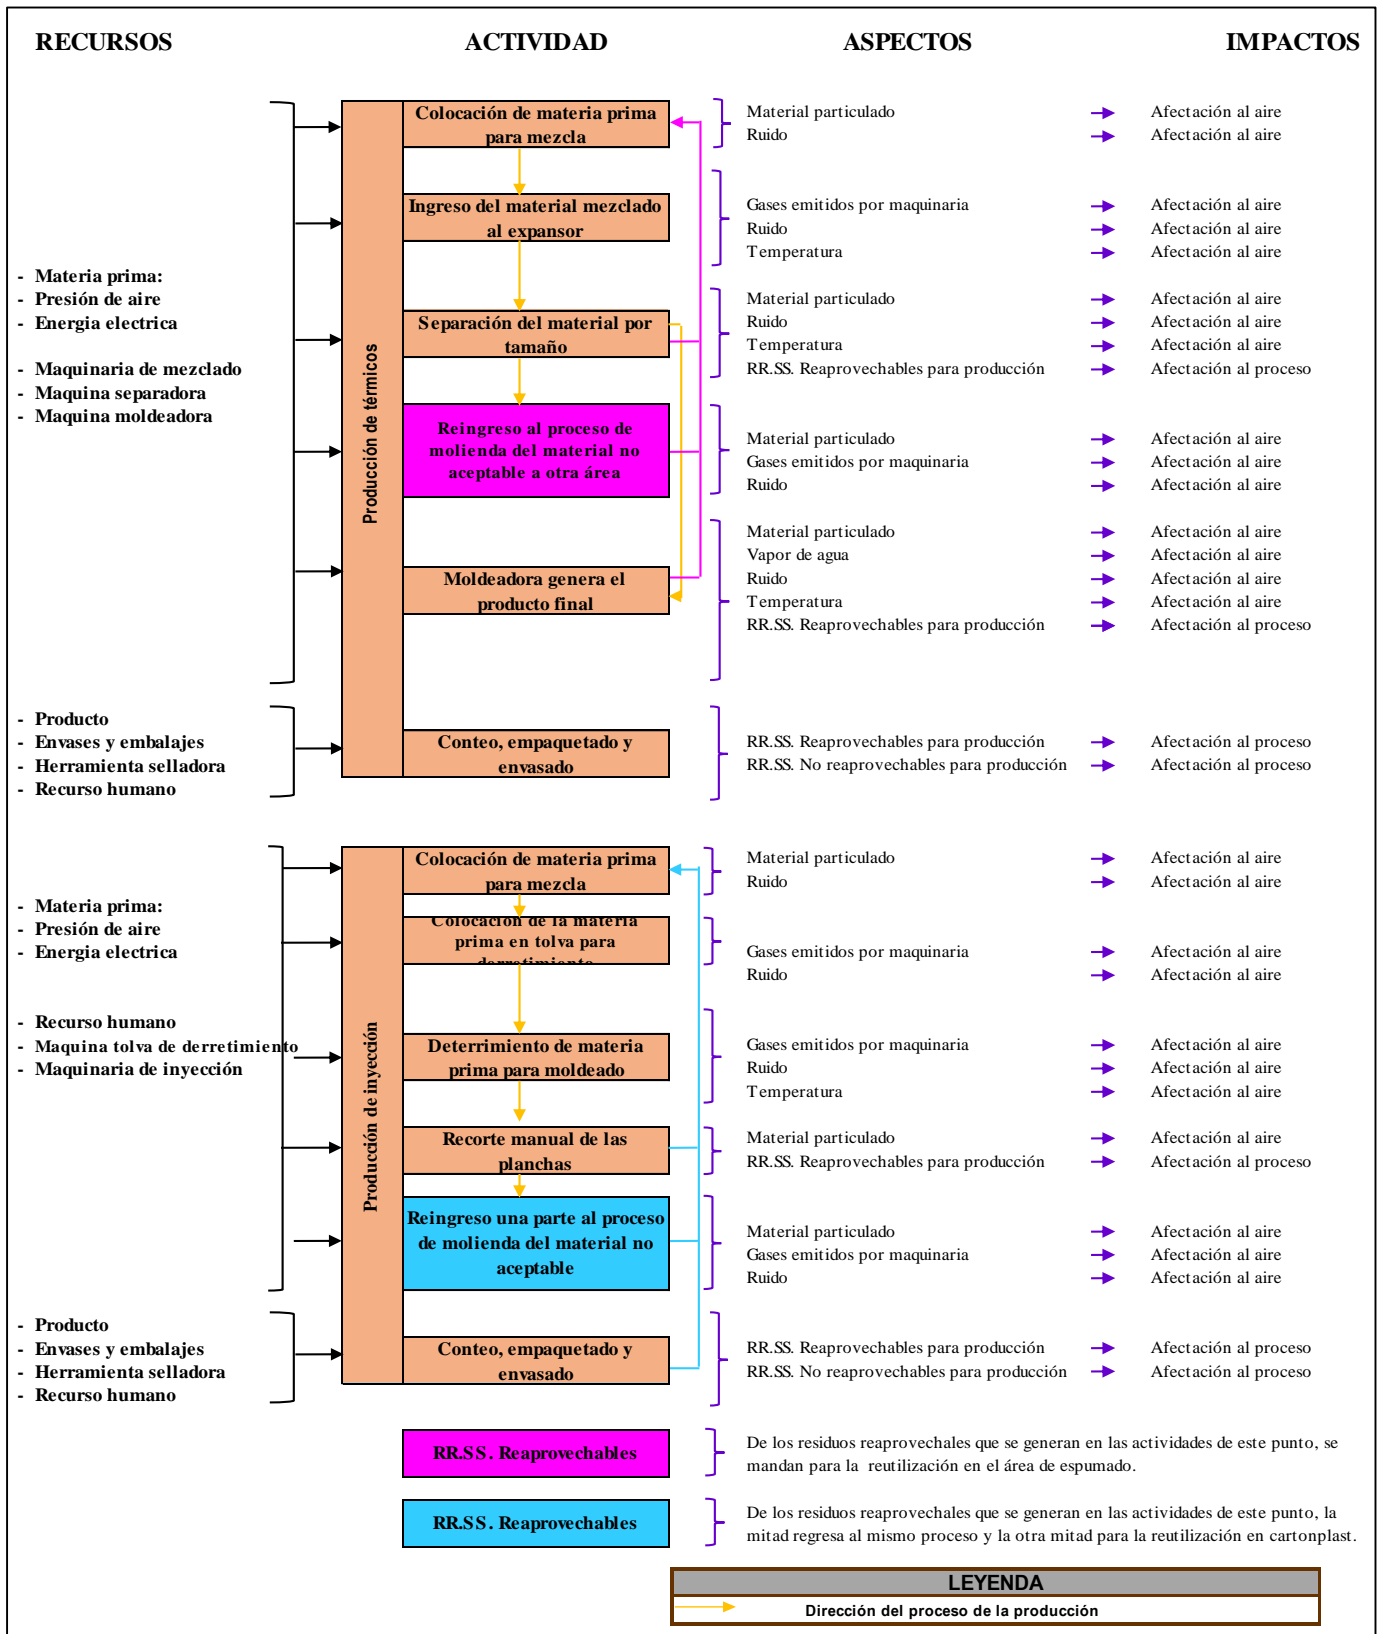 RECURSOS ACTIVIDAD ASPECTOS IMPACTOS
- Materia prima:
- Presión de aire
- Energia electrica
- Maquinaria de mezclado
- Maquina separadora
- Maquina moldeadora
Producción de térmicos
Colocación de materia prima
para mezcla
Material particulado Afectación al aire
Ruido Afectación al aire
Ingreso del material mezclado
al expansor
Gases emitidos por maquinaria Afectación al aire
Ruido Afectación al aire
Temperatura Afectación al aire
Separación del material por
tamaño
Material particulado Afectación al aire
Ruido Afectación al aire
Temperatura Afectación al aire
RR.SS. Reaprovechables para producción Afectación al proceso
Reingreso al proceso de
molienda del material no
aceptable a otra área
Material particulado Afectación al aire
Gases emitidos por maquinaria Afectación al aire
Ruido Afectación al aire
Moldeadora genera el
producto final
Material particulado Afectación al aire
Vapor de agua Afectación al aire
Ruido Afectación al aire
Temperatura Afectación al aire
RR.SS. Reaprovechables para producción Afectación al proceso
- Producto
- Envases y embalajes
- Herramienta selladora
- Recurso humano
Conteo, empaquetado y
envasado
RR.SS. Reaprovechables para producción Afectación al proceso
RR.SS. No reaprovechables para producción Afectación al proceso
- Materia prima:
- Presión de aire
- Energia electrica
- Recurso humano
- Maquina tolva de derretimiento
- Maquinaria de inyección
Producción de inyección
Colocación de materia prima
para mezcla
Material particulado Afectación al aire
Ruido Afectación al aire
Colocación de la materia
prima en tolva para
derretimiento
Gases emitidos por maquinaria Afectación al aire
Ruido Afectación al aire
Deterrimiento de materia
prima para moldeado
Gases emitidos por maquinaria Afectación al aire
Ruido Afectación al aire
Temperatura Afectación al aire
Recorte manual de las
planchas
Material particulado Afectación al aire
RR.SS. Reaprovechables para producción Afectación al proceso
Reingreso una parte al proceso
de molienda del material no
aceptable
Material particulado Afectación al aire
Gases emitidos por maquinaria Afectación al aire
Ruido Afectación al aire
- Producto
- Envases y embalajes
- Herramienta selladora
- Recurso humano
Conteo, empaquetado y
envasado
RR.SS. Reaprovechables para producción Afectación al proceso
RR.SS. No reaprovechables para producción Afectación al proceso
RR.SS. Reaprovechables
De los residuos reaprovechales que se generan en las actividades de este punto, se
mandan para la reutilización en el área de espumado.
RR.SS. Reaprovechables
De los residuos reaprovechales que se generan en las actividades de este punto, la
mitad regresa al mismo proceso y la otra mitad para la reutilización en cartonplast.
LEYENDA
Dirección del proceso de la producción